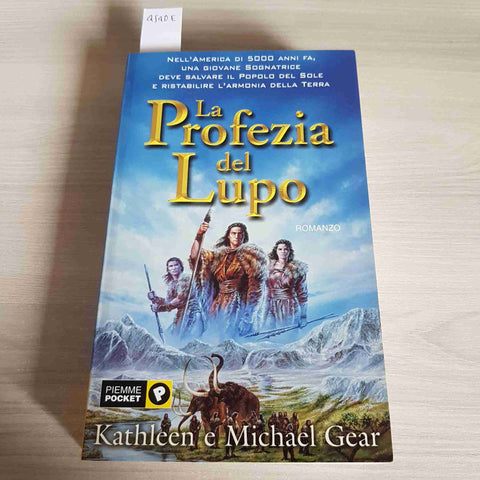 Nell'America di 5000 anni fa,
una giovane Sognatrice
deve salvare il Popolo del Sole
e ristabilire l'armonia della Terra
La
Profezia
del
Lupo
ROMANZO
PIEMME
POCKET
P
Kathleen e Michael Gear